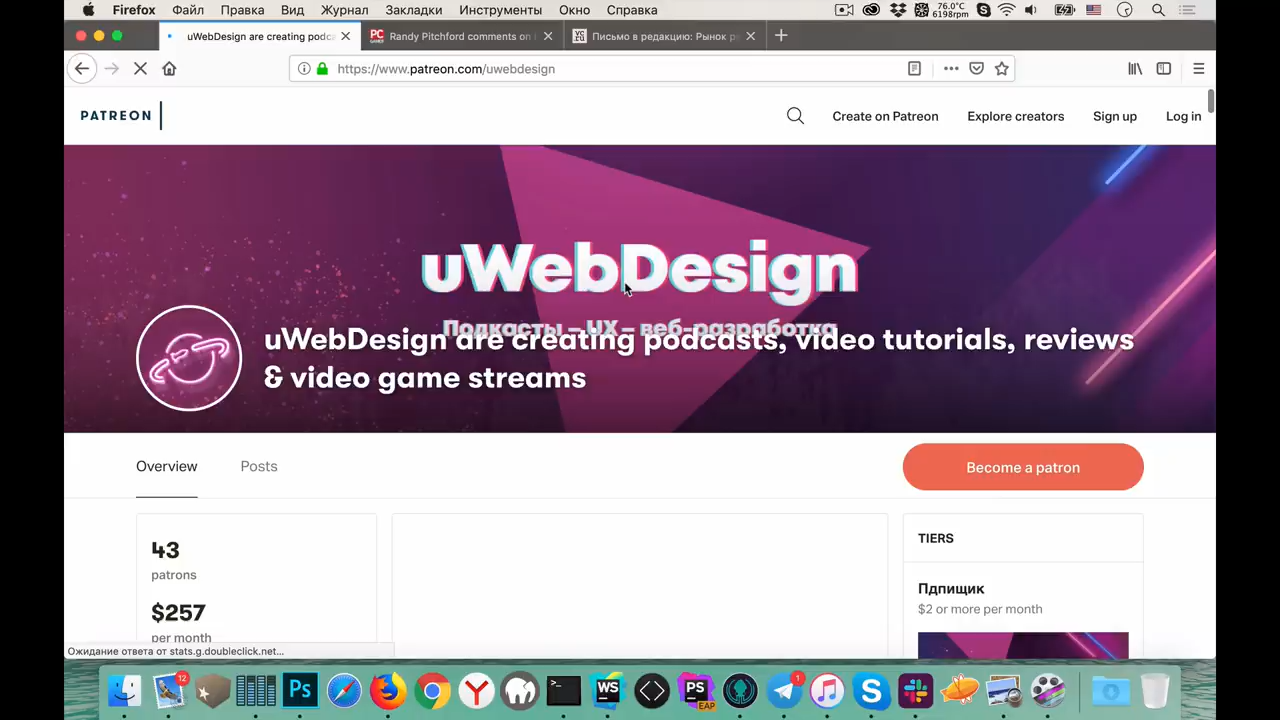 Firefox Файл Правка Вид Журнал Закладки Инструменты Окно Справка 76.0°C 6198rpm
uWebDesign are creating podca Randy Pitchford comments on Письмо в редакцию: Рынок р
https://www.patreon.com/uwebdesign
PATREON Create on Patreon Explore creators Sign up Log in
uWebDesign
Подкасты – UX – веб-разработка
uWebDesign are creating podcasts, video tutorials, reviews
& video game streams
Overview Posts Become a patron
43
patrons
$257
per month
TIERS
Пдпищик
$2 or more per month
Ожидание ответа от stats.g.doubleclick.net...
12 Ps Y WS PS EAP 1